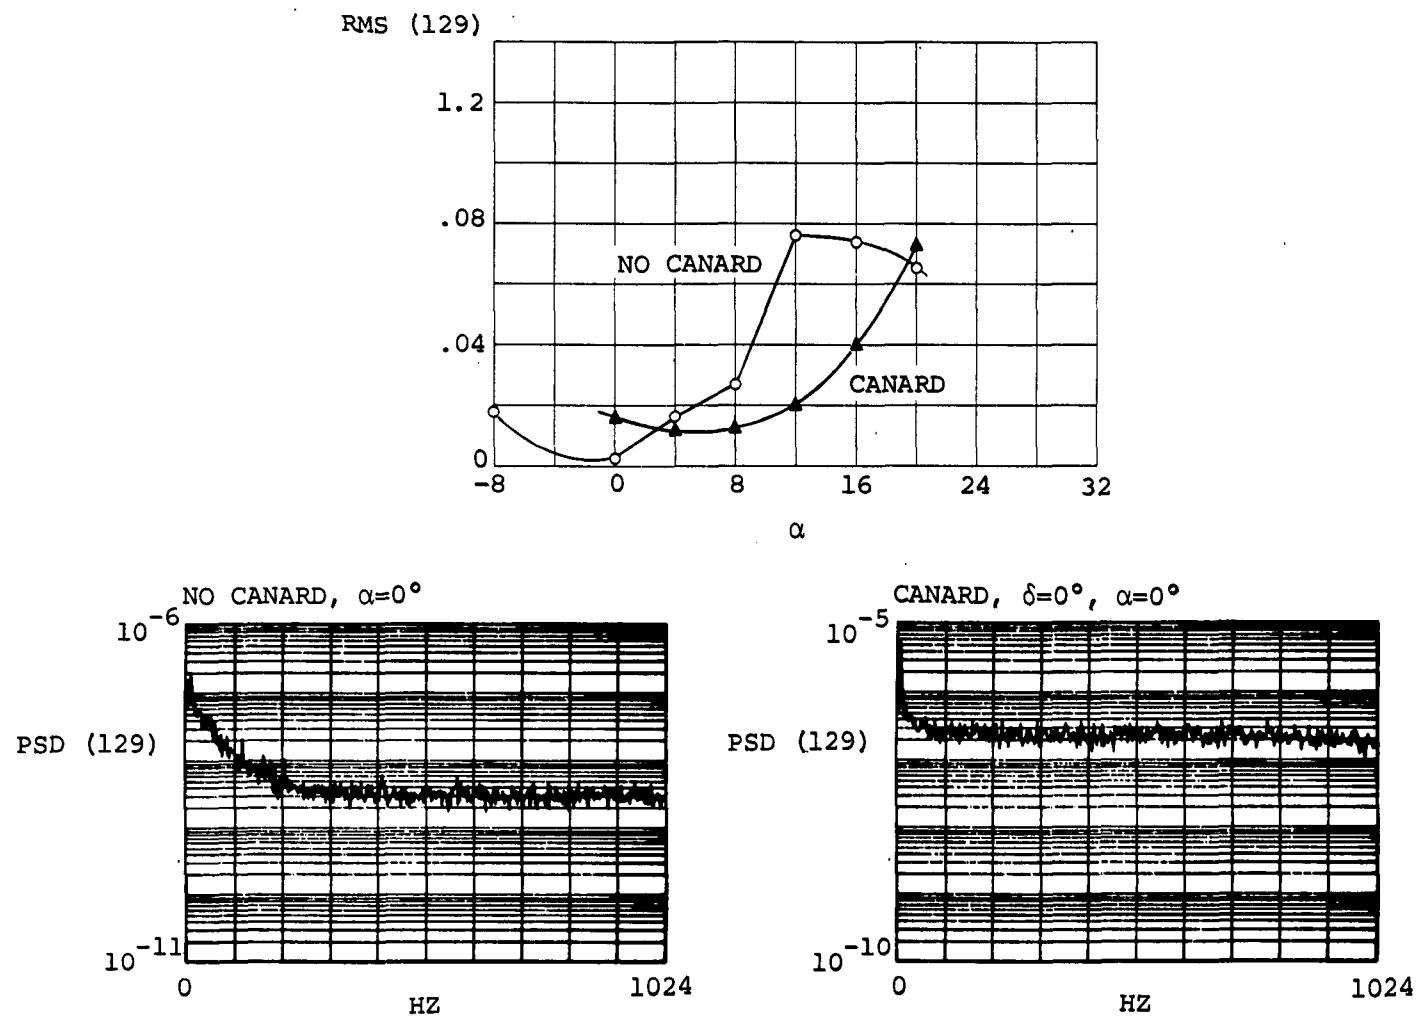 RMS (129)
1.2
.08
NO CANARD
.04
CANARD
0
-8 0 8 16 24 32
α
NO CANARD, α=0°
10-6
PSD (129)
10-11
0 1024
HZ
CANARD, δ=0°, α=0°
10-5
PSD (129)
10-10
0 1024
HZ